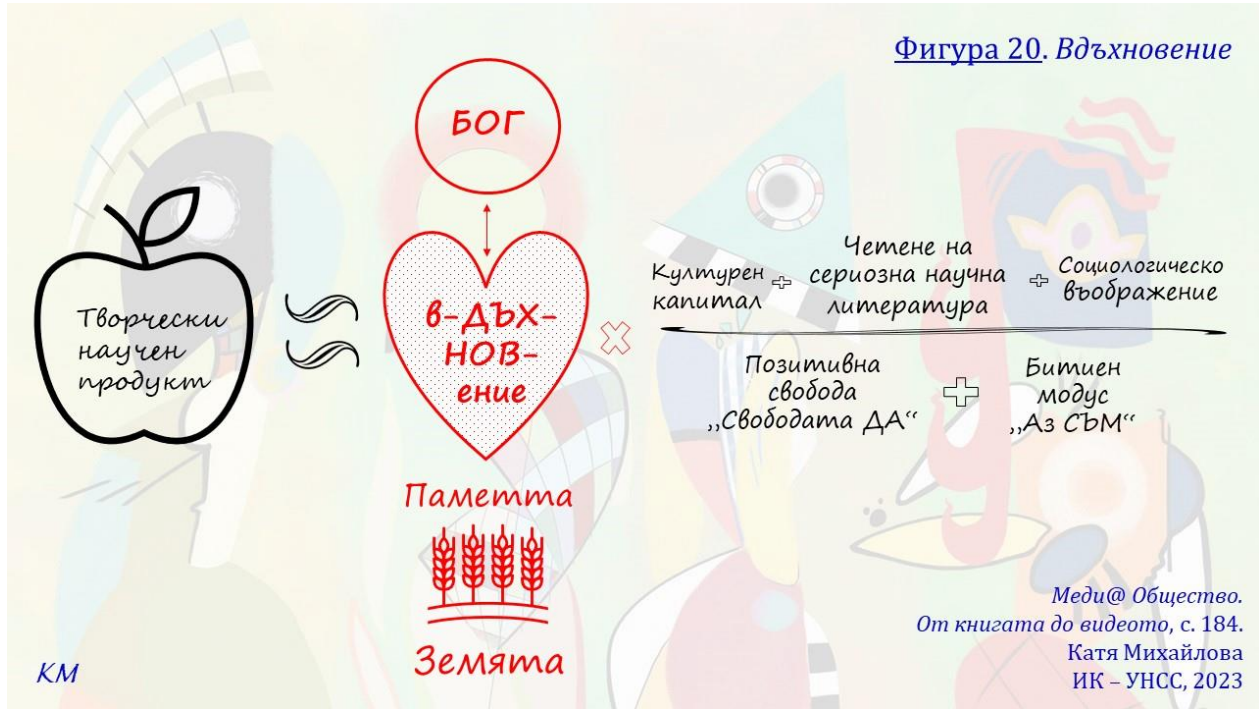 Фигура 20. Вдъхновение
БОГ
Творчески
научен
продукт
в-ДЪХ-
НОВ-
ение
Културен
капитал
Четене на
сериозна научна
литература
Социологическо
въображение
Позитивна
свобода
„Свободата ДА“
Битиен
модус
„Аз СЪМ“
Паметта
Земята
Меди@ Общество.
От книгата до видеото, с. 184.
Катя Михайлова
ИК – УНСС, 2023
КМ